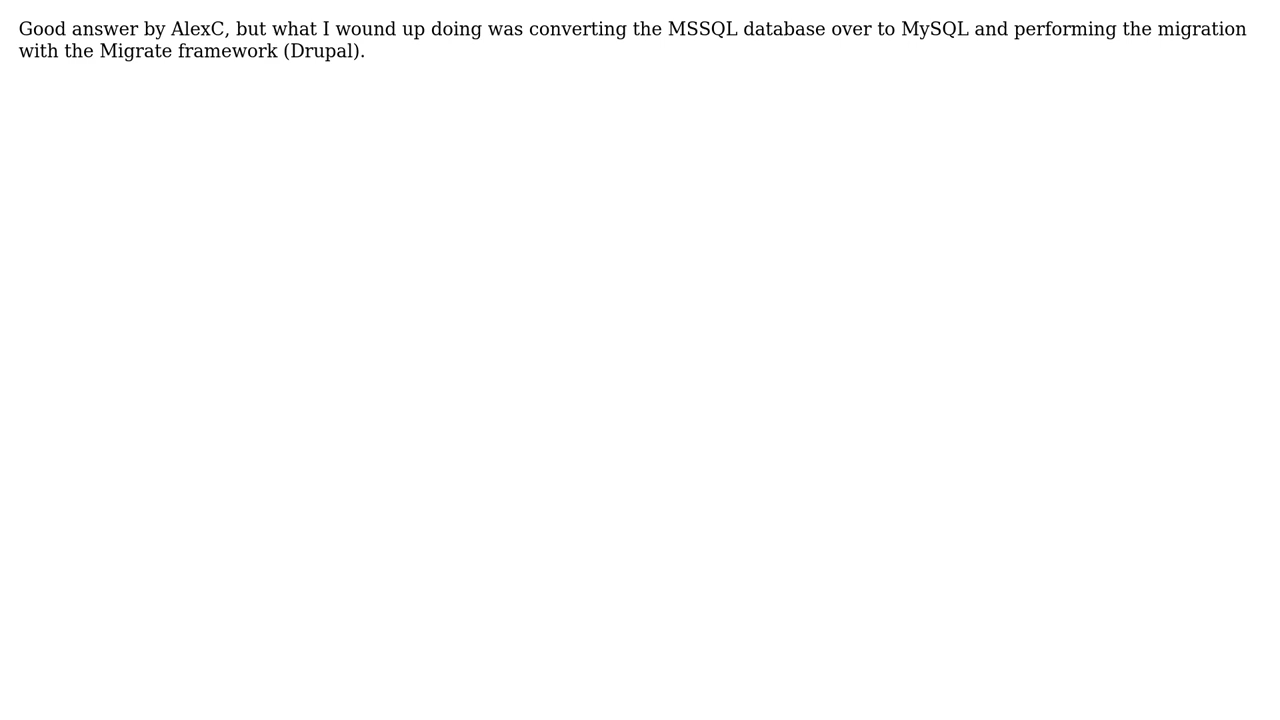 Good answer by AlexC, but what I wound up doing was converting the MSSQL database over to MySQL and performing the migration
with the Migrate framework (Drupal).